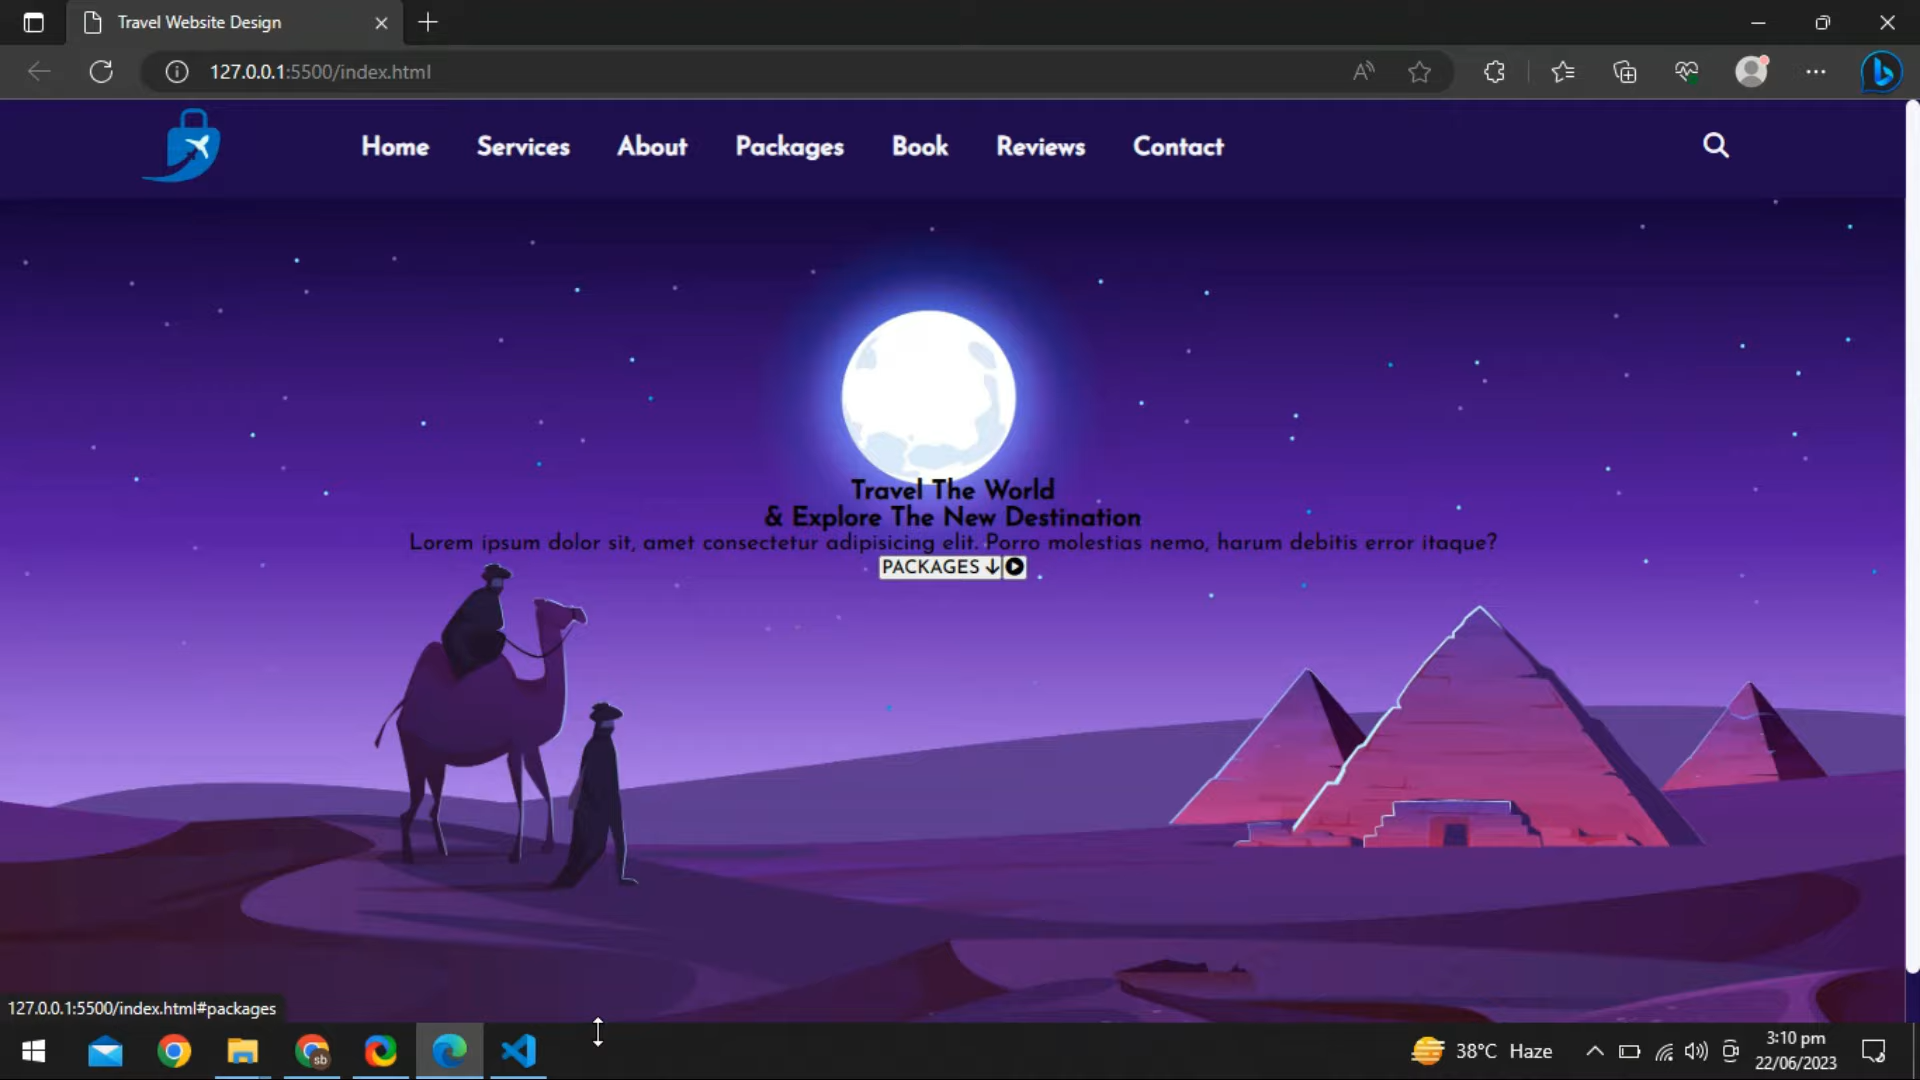 Travel Website Design
127.0.0.1:5500/index.html
Home Services About Packages Book Reviews Contact
Travel The World
& Explore The New Destination
Lorem ipsum dolor sit, amet consectetur adipisicing elit. Porro molestias nemo, harum debitis error itaque?
PACKAGES
127.0.0.1:5500/index.html#packages
sb
38°C Haze
3:10 pm
22/06/2023